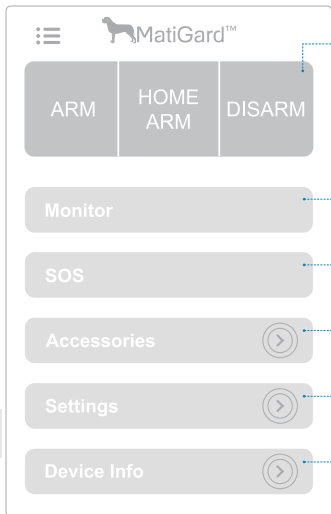 MatiGard™
ARM
HOME
ARM
DISARM
Monitor
SOS
Accessories
Settings
Device Info